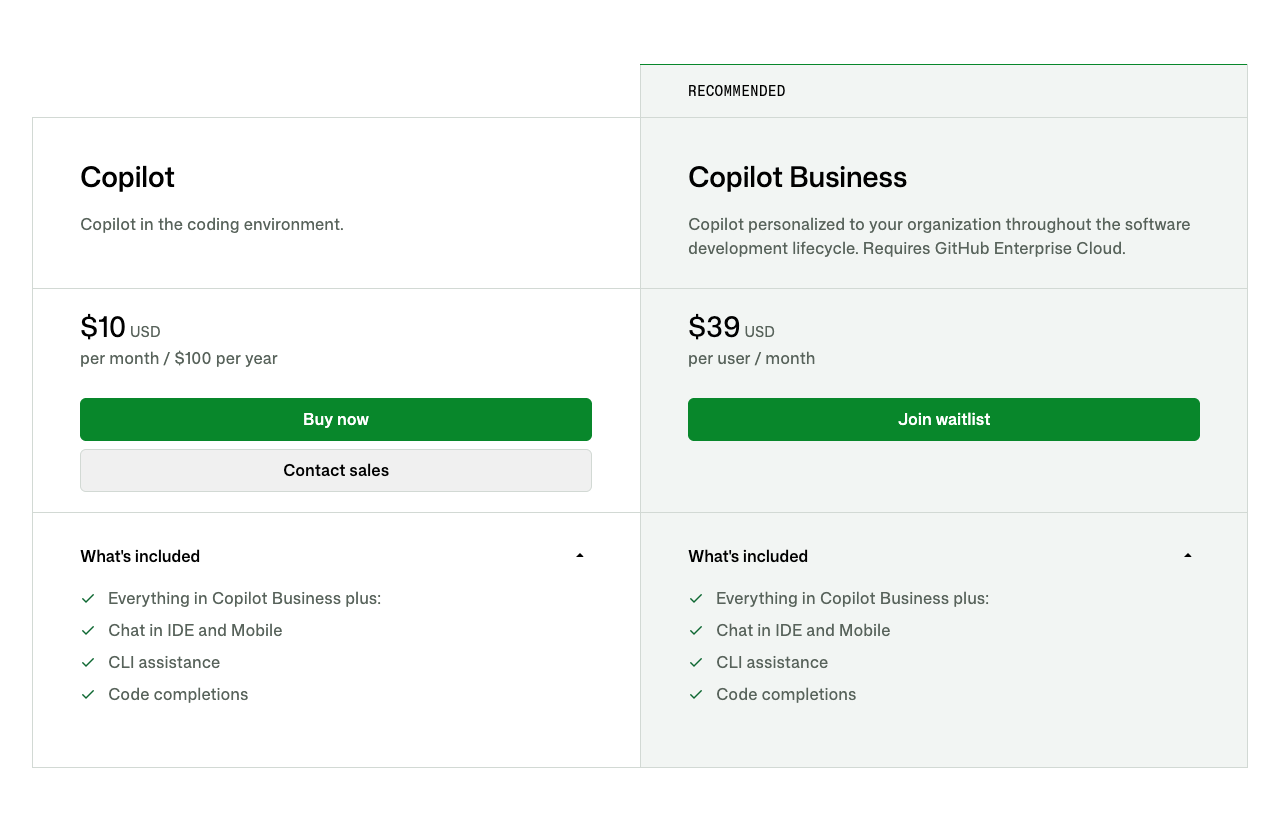 RECOMMENDED
Copilot
Copilot in the coding environment.
$10 USD
per month / $100 per year
Buy now
Contact sales
What's included
Everything in Copilot Business plus:
Chat in IDE and Mobile
CLI assistance
Code completions
Copilot Business
Copilot personalized to your organization throughout the software
development lifecycle. Requires GitHub Enterprise Cloud.
$39 USD
per user / month
Join waitlist
What's included
Everything in Copilot Business plus:
Chat in IDE and Mobile
CLI assistance
Code completions